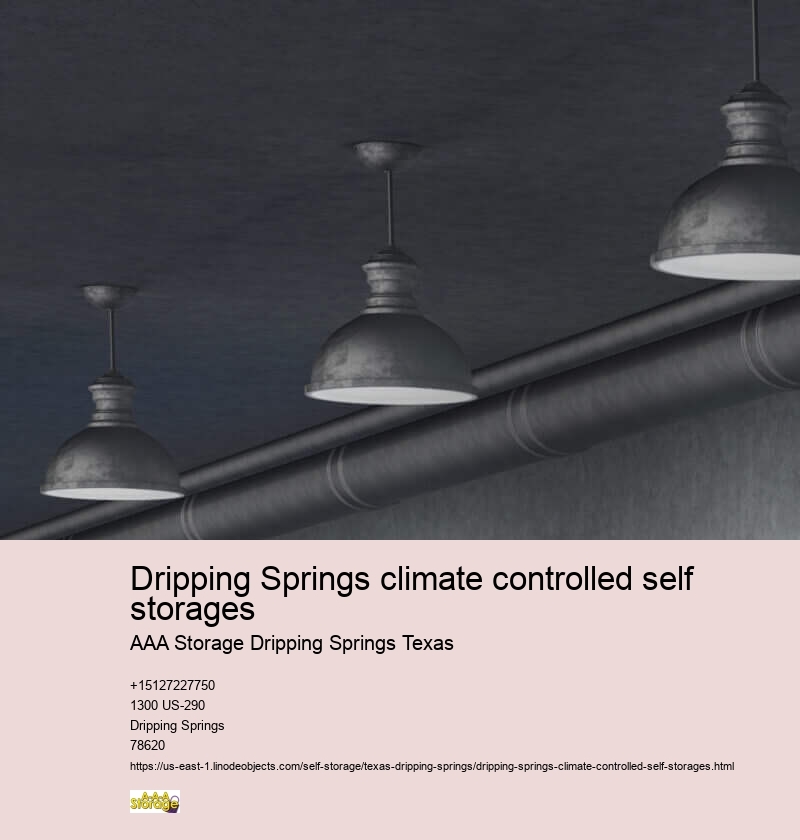 Dripping Springs climate controlled self
storages
AAA Storage Dripping Springs Texas
+15127227750
1300 US-290
Dripping Springs
78620
https://us-east-1.linodeobjects.com/self-storage/texas-dripping-springs/dripping-springs-climate-controlled-self-storages.html
A-A-A
Storage